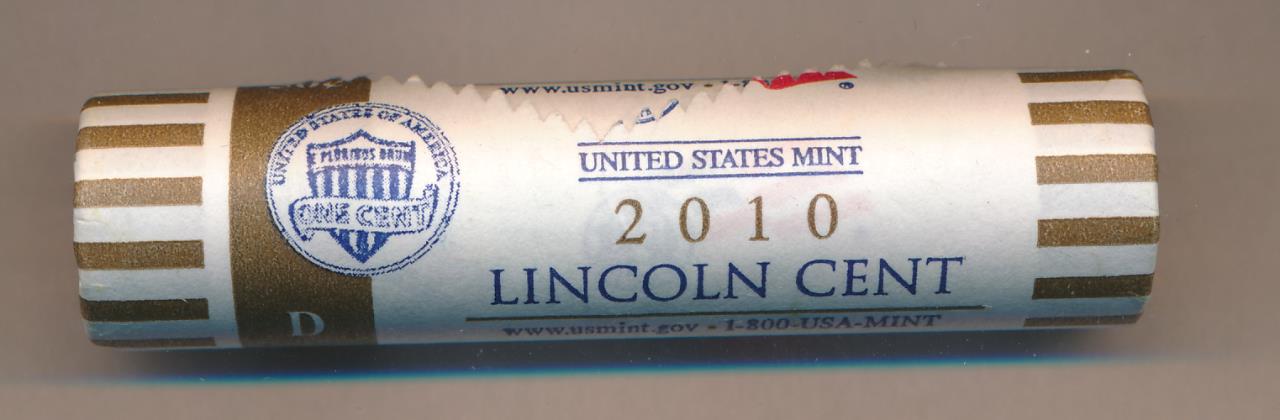 www.usmint.gov
UNITED STATES OF AMERICA
PLURIBUS UNUM
ONE CENT
UNITED STATES MINT
2010
LINCOLN CENT
D
www.usmint.gov • 1-800-USA-MINT